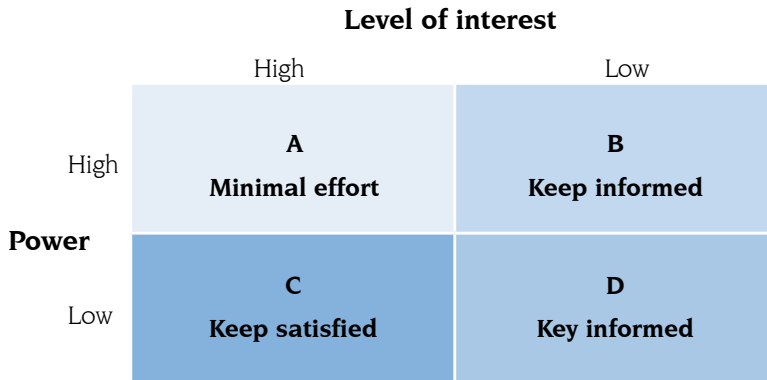 Level of interest
High Low
A B
High
Minimal effort Keep informed
Power
C D
Low
Keep satisfied Key informed